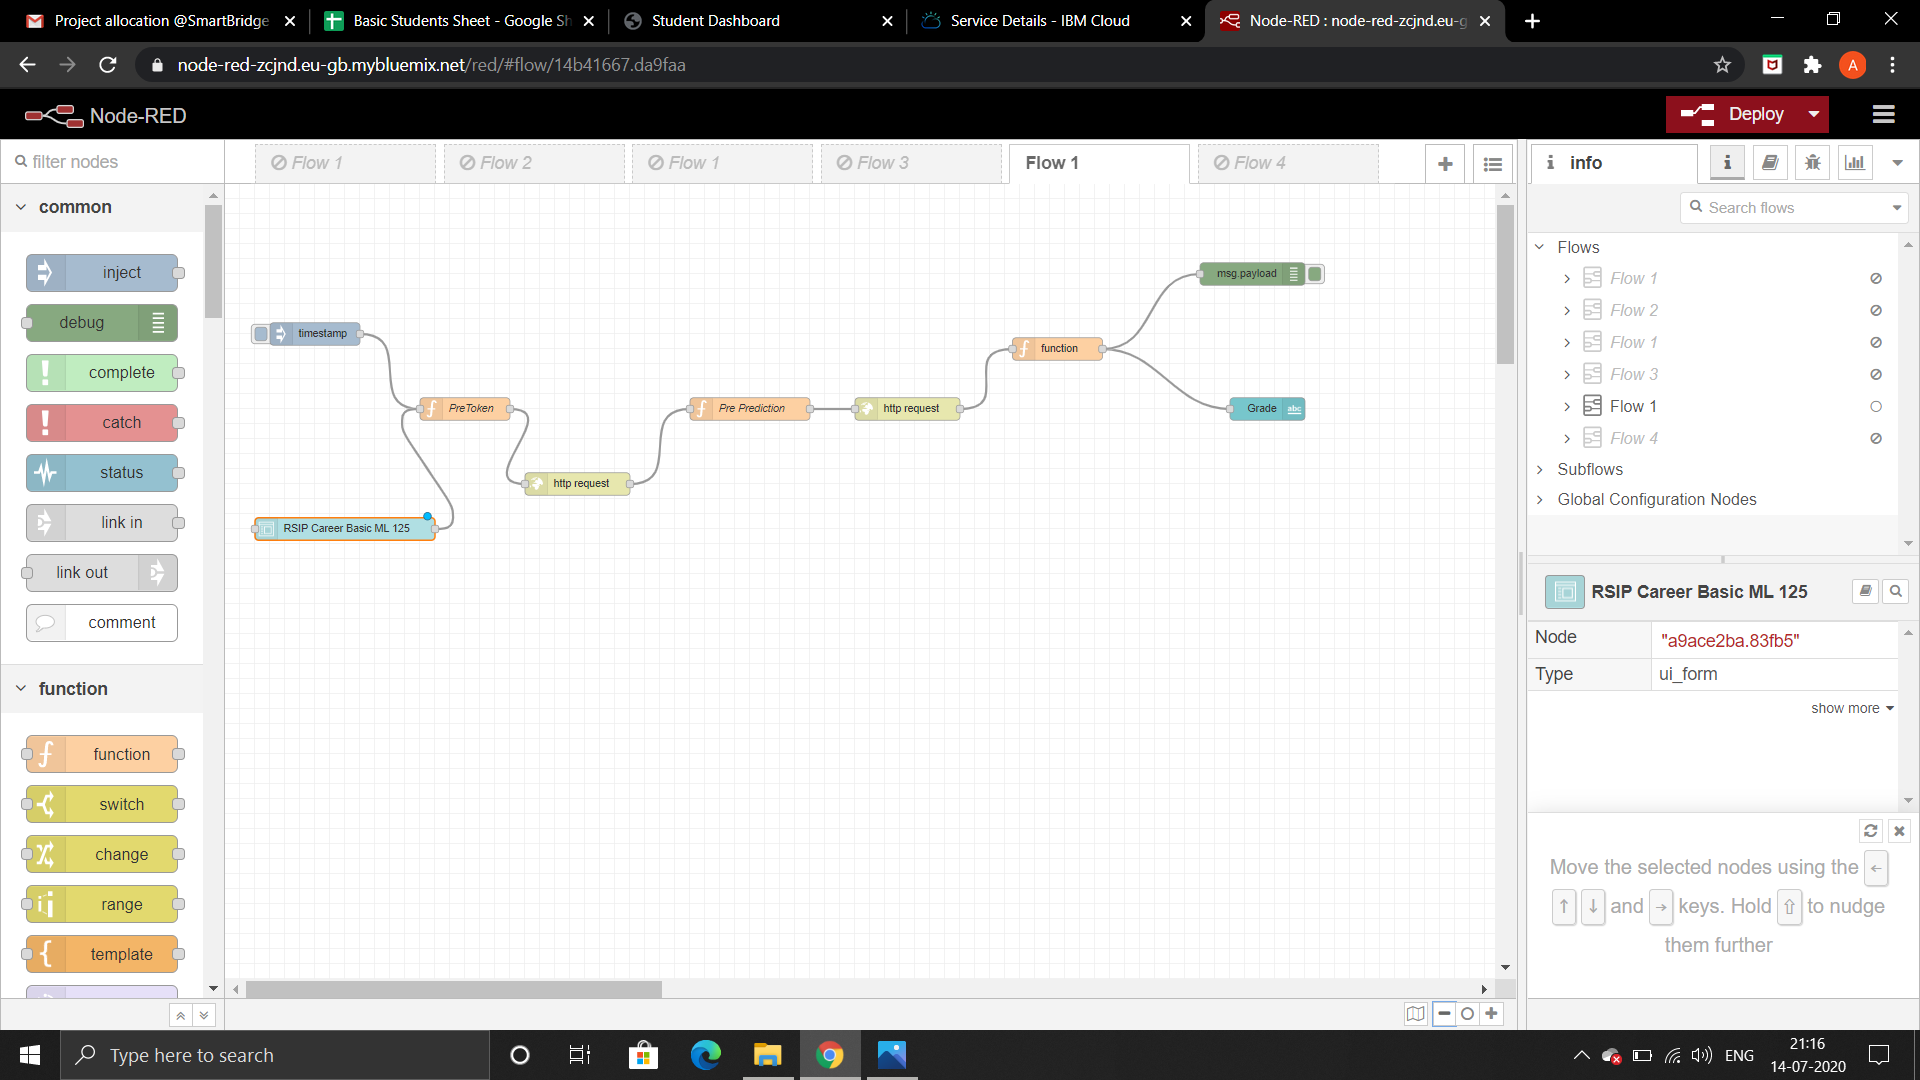 Project allocation @SmartBridge
Basic Students Sheet - Google Sh
Student Dashboard
Service Details - IBM Cloud
Node-RED : node-red-zcjnd.eu-g
node-red-zcjnd.eu-gb.mybluemix.net/red/#flow/14b41667.da9faa
A
Node-RED
Deploy
filter nodes
Flow 1
Flow 2
Flow 1
Flow 3
Flow 1
Flow 4
i info
i
Search flows
common
inject
debug
complete
catch
status
link in
link out
comment
function
function
switch
change
range
template
timestamp
PreToken
http request
RSIP Career Basic ML 125
Pre Prediction
http request
function
msg.payload
Grade
abc
Flows
Flow 1
Flow 2
Flow 1
Flow 3
Flow 1
Flow 4
Subflows
Global Configuration Nodes
RSIP Career Basic ML 125
Node "a9ace2ba.83fb5"
Type ui_form
show more
Move the selected nodes using the ←
↑ ↓ and → keys. Hold ⇧ to nudge
them further
Type here to search
ENG
21:16
14-07-2020